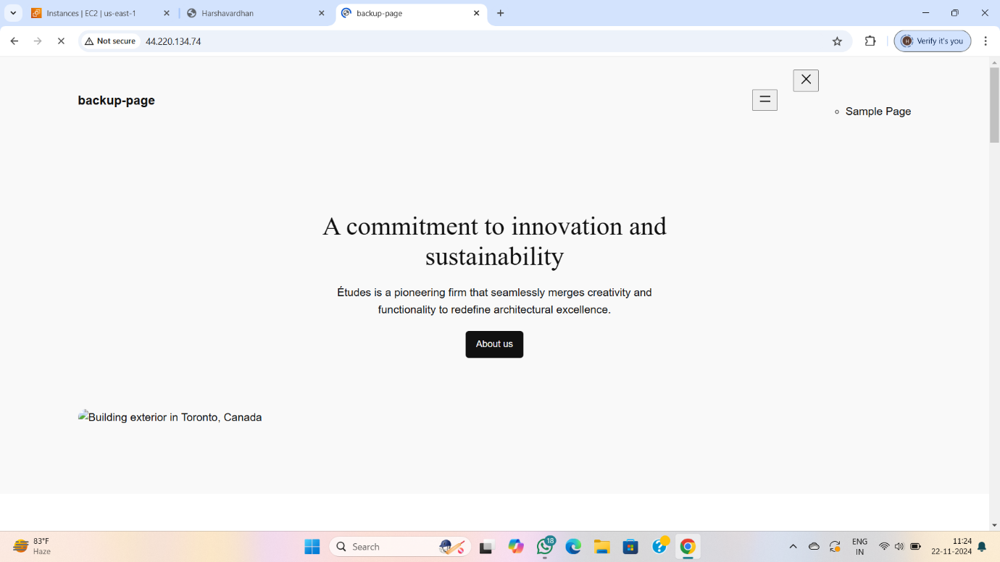 Instances | EC2 | us-east-1
Harshavardhan
backup-page
Not secure
44.220.134.74
Verify it's you
backup-page
Sample Page
A commitment to innovation and
sustainability
Études is a pioneering firm that seamlessly merges creativity and
functionality to redefine architectural excellence.
About us
Building exterior in Toronto, Canada
83°F
Haze
Search
18
ENG
IN
11:24
22-11-2024